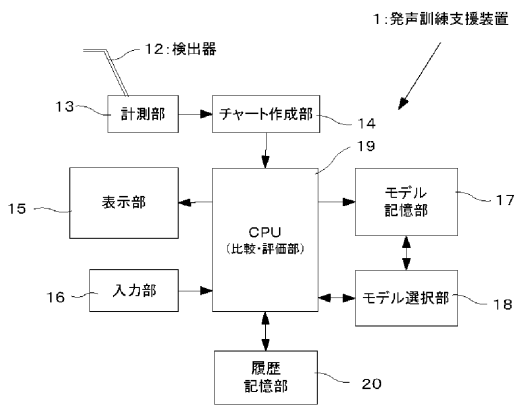 1:発声訓練支援装置
12:検出器
13
計測部
チャート作成部
14
19
15
表示部
CPU
(比較・評価部)
モデル
記憶部
17
16
入力部
モデル選択部
18
履歴
記憶部
20